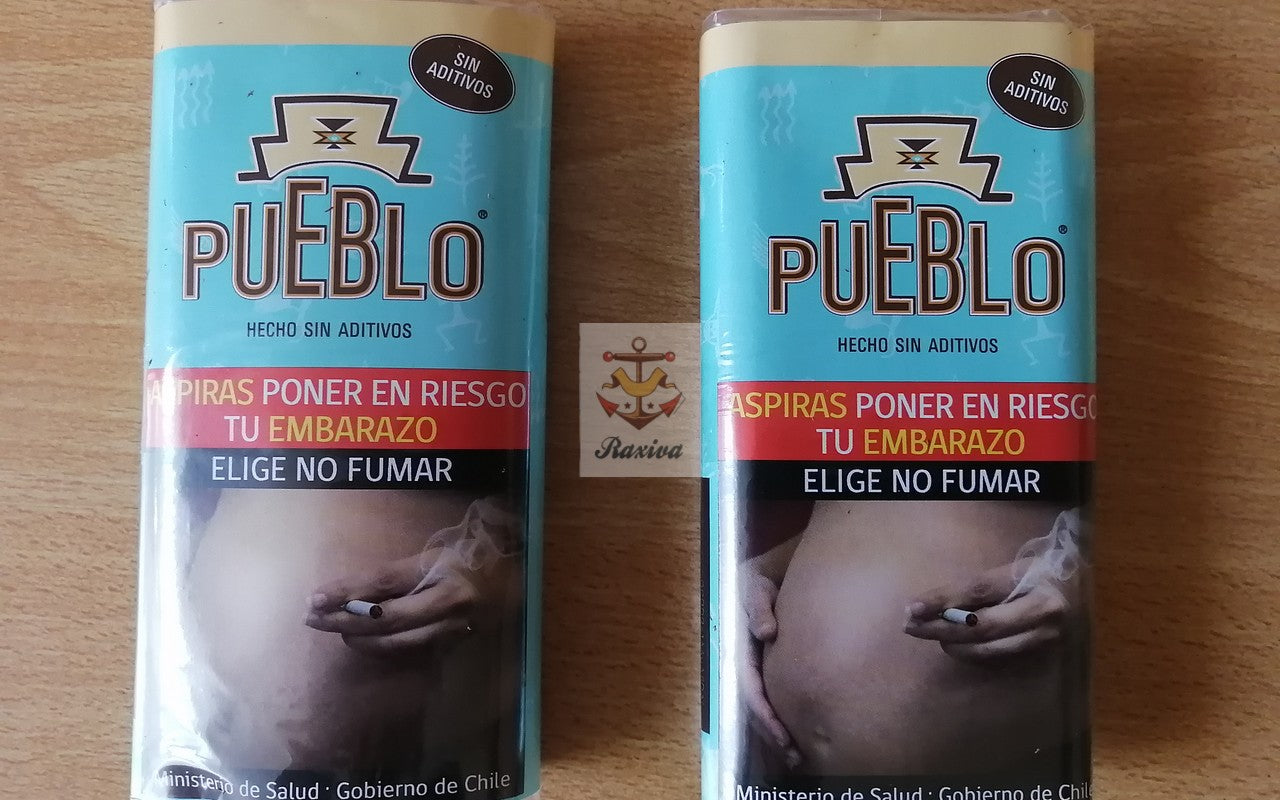 SIN
ADITIVOS
PUEBLO®
HECHO SIN ADITIVOS
ASPIRAS PONER EN RIESGO
TU EMBARAZO
ELIGE NO FUMAR
Ministerio de Salud · Gobierno de Chile
SIN
ADITIVOS
PUEBLO®
HECHO SIN ADITIVOS
ASPIRAS PONER EN RIESGO
TU EMBARAZO
ELIGE NO FUMAR
Ministerio de Salud · Gobierno de Chile
Raxiva